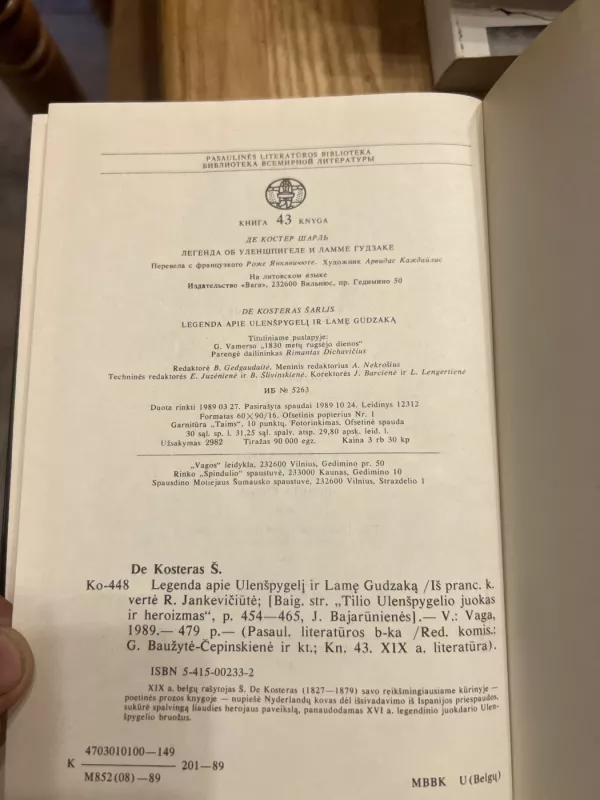 PASAULINĖS LITERATŪROS BIBLIOTEKA
БИБЛИОТЕКА ВСЕМИРНОЙ ЛИТЕРАТУРЫ
КНИГА 43 KNYGA
ДЕ КОСТЕР ШАРЛЬ
ЛЕГЕНДА ОБ УЛЕНШПИГЕЛЕ И ЛАММЕ ГУДЗАКЕ
Перевела с французкого Роже Янкявичюте. Художник Арвидас Каждайлис
На литовском языке
Издательство «Вага», 232600 Вильнюс, пр. Гедимино 50
DE KOSTERAS ŠARLIS
LEGENDA APIE ULENŠPYGELĮ IR LAMĘ GUDZAKĄ
Tituliniame puslapyje:
G. Vamerso „1830 metų rugsėjo dienos“
Parengė dailininkas Rimantas Dichavičius
Redaktorė B. Gedgaudaitė. Meninis redaktorius A. Nekrošius
Techninės redaktorės E. Juzėnienė ir B. Šlivinskienė. Korektorės J. Barcienė ir L. Lengertienė
ИБ № 5263
Duota rinkti 1989 03 27. Pasirašyta spaudai 1989 10 24. Leidinys 12312
Formatas 60×90/16. Ofsetinis popierius Nr. 1
Garnitūra „Taims“, 10 punktų. Fotorinkimas. Ofsetinė spauda
30 sąl. sp. l. 31,25 sąl. spalv. atsp. 29,80 apsk. leid. l.
Užsakymas 2982 Tiražas 90 000 egz. Kaina 3 rb 30 kp
„Vagos“ leidykla, 232600 Vilnius, Gedimino pr. 50
Rinko „Spindulio“ spaustuvė, 233000 Kaunas, Gedimino 10
Spausdino Motiejaus Šumausko spaustuvė, 232600 Vilnius, Strazdelio 1
De Kosteras Š.
Ko-448 Legenda apie Ulenšpygelį ir Lamę Gudzaką /Iš pranc. k.
vertė R. Jankevičiūtė; [Baig. str. „Tilio Ulenšpygelio juokas
ir heroizmas“, p. 454—465, J. Bajarūnienės].— V.: Vaga,
1989.— 479 p.— (Pasaul. literatūros b-ka /Red. komis.:
G. Baužytė-Čepinskienė ir kt.; Kn. 43. XIX a. literatūra).
ISBN 5-415-00233-2
XIX a. belgų rašytojas Š. De Kosteras (1827—1879) savo reikšmingiausiame kūrinyje —
poetinės prozos knygoje — nupiešė Nyderlandų kovas dėl išsivadavimo iš Ispanijos priespaudos,
sukūrė spalvingą liaudies herojaus paveikslą, panaudodamas XVI a. legendinio juokdario Ulen-
špygelio bruožus.
4703010100—149
K 201—89
M852(08)—89
MBBK U (Belgų)